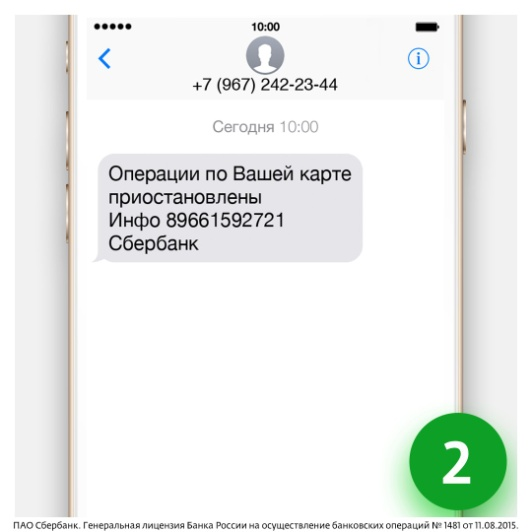 10:00
+7 (967) 242-23-44
Сегодня 10:00
Операции по Вашей карте
приостановлены
Инфо 89661592721
Сбербанк
2
ПАО Сбербанк. Генеральная лицензия Банка России на осуществление банковских операций № 1481 от 11.08.2015.